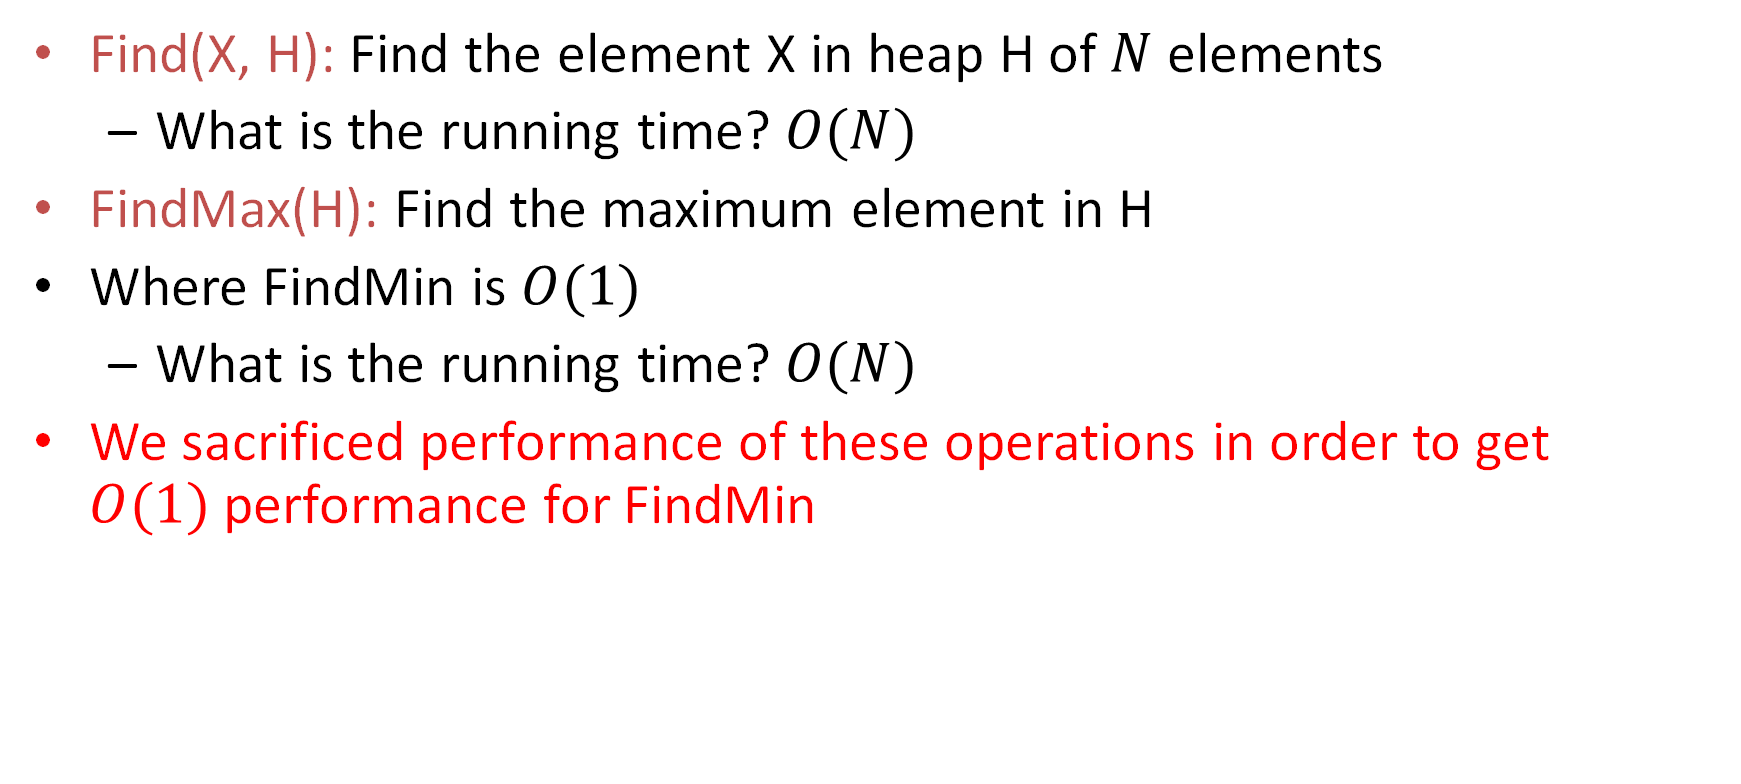 • Find(X, H): Find the element X in heap H of N elements
– What is the running time? O(N)
• FindMax(H): Find the maximum element in H
• Where FindMin is O(1)
– What is the running time? O(N)
• We sacrificed performance of these operations in order to get
O(1) performance for FindMin